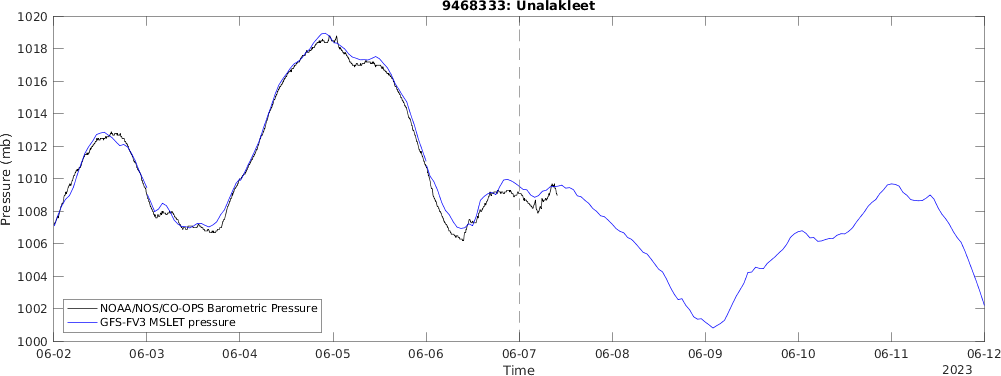 9468333: Unalakleet
1020
1018
1016
1014
1012
1010
1008
1006
1004
1002
1000
Pressure (mb)
NOAA/NOS/CO-OPS Barometric Pressure
GFS-FV3 MSLET pressure
06-02 06-03 06-04 06-05 06-06 06-07 06-08 06-09 06-10 06-11 06-12
Time
2023